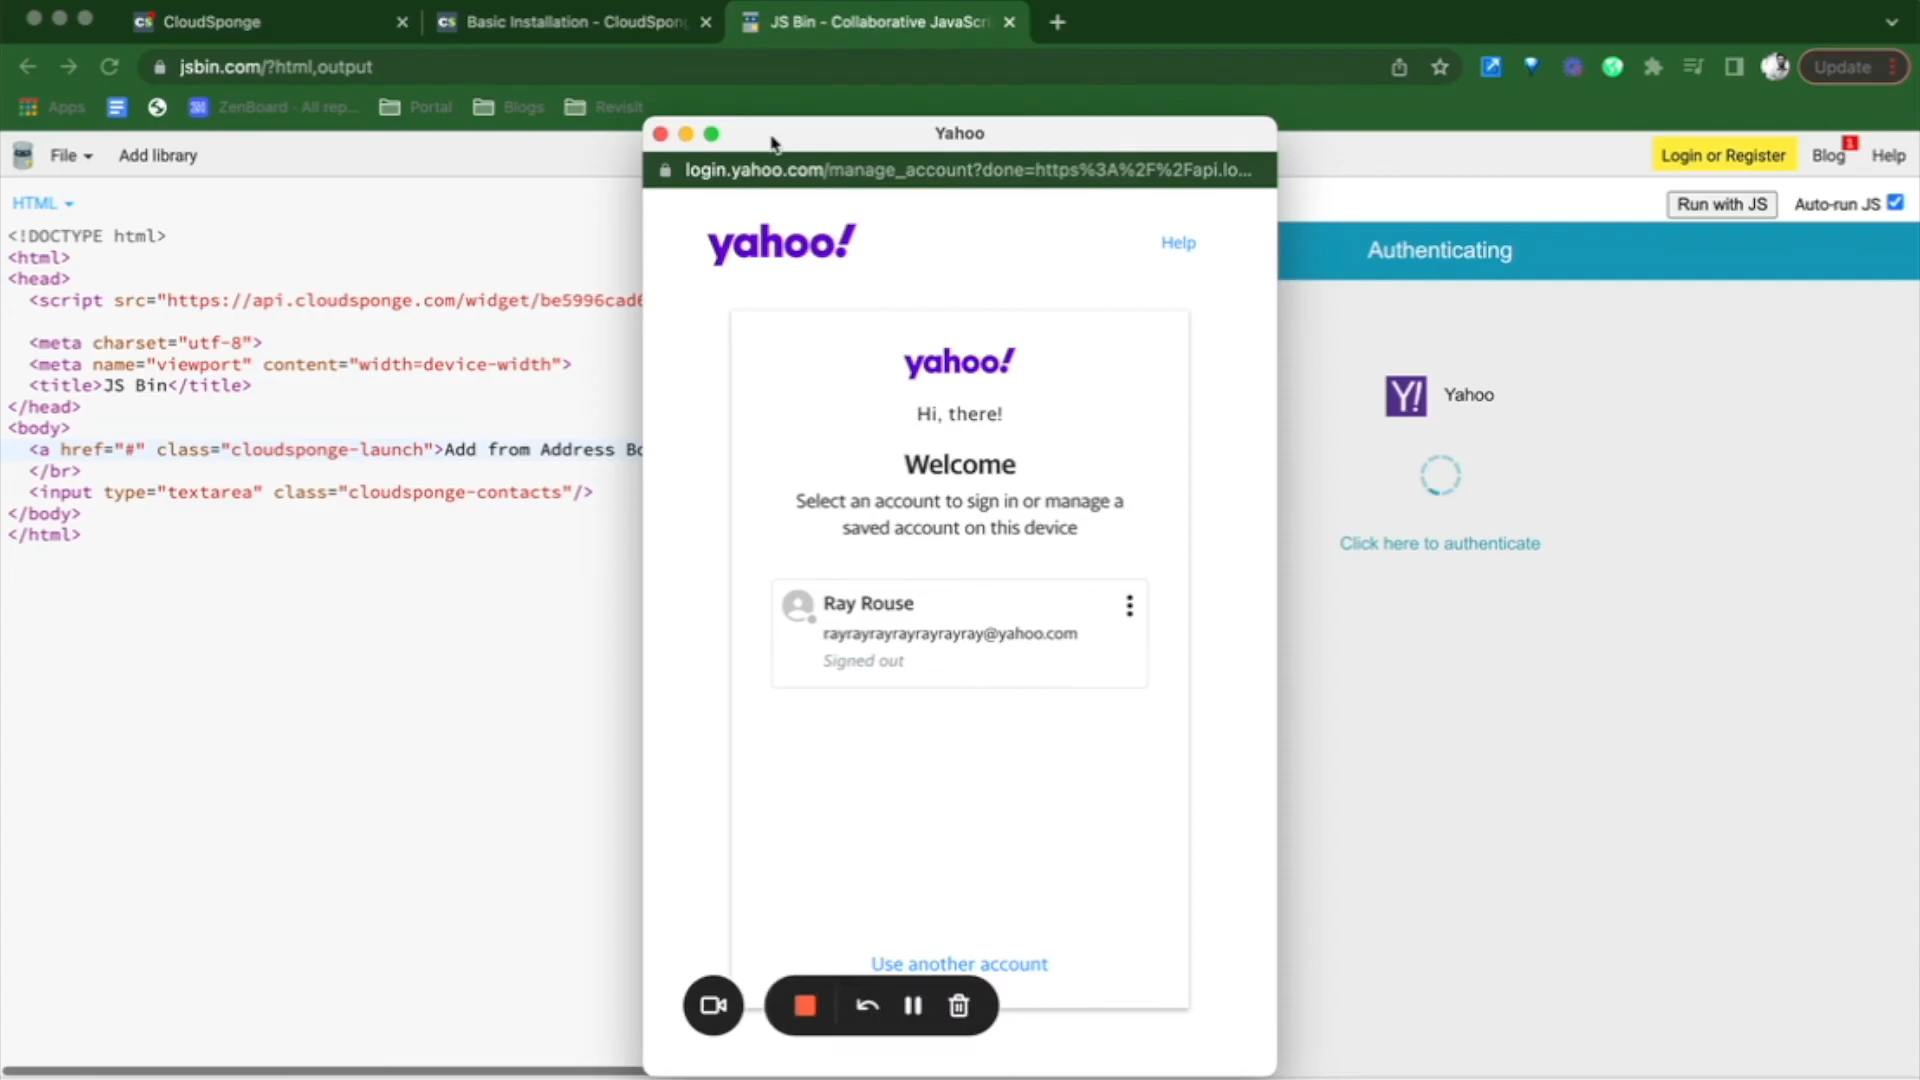 CloudSponge
Basic Installation - CloudSpon
JS Bin - Collaborative JavaScri
jsbin.com/?html,output
Update
Apps
ZenBoard - All rep...
Portal
Blogs
Revisit
File
Add library
Login or Register
Blog
1
Help
HTML
Run with JS
Auto-run JS
<!DOCTYPE html>
<html>
<head>
<script src="https://api.cloudsponge.com/widget/be5996cad6
<meta charset="utf-8">
<meta name="viewport" content="width=device-width">
<title>JS Bin</title>
</head>
<body>
<a href="#" class="cloudsponge-launch">Add from Address Bo
</br>
<input type="textarea" class="cloudsponge-contacts"/>
</body>
</html>
Yahoo
login.yahoo.com/manage_account?done=https%3A%2F%2Fapi.lo...
yahoo!
Help
yahoo!
Hi, there!
Welcome
Select an account to sign in or manage a
saved account on this device
Ray Rouse
rayrayrayrayrayrayray@yahoo.com
Signed out
Use another account
Authenticating
Y!
Yahoo
Click here to authenticate